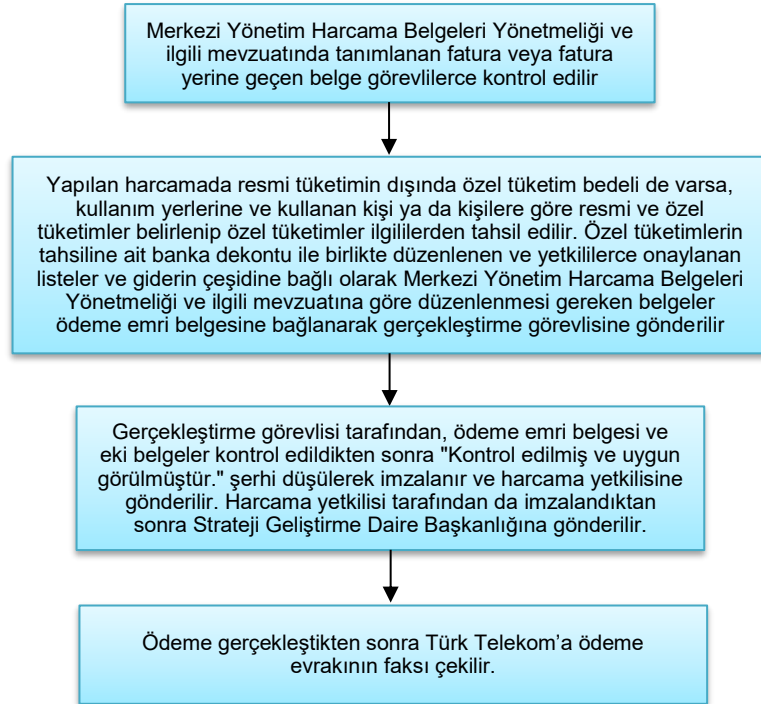 Merkezi Yönetim Harcama Belgeleri Yönetmeliği ve
ilgili mevzuatında tanımlanan fatura veya fatura
yerine geçen belge görevlilerce kontrol edilir
Yapılan harcamada resmi tüketimin dışında özel tüketim bedeli de varsa,
kullanım yerlerine ve kullanan kişi ya da kişilere göre resmi ve özel
tüketimler belirlenip özel tüketimler ilgililerden tahsil edilir. Özel tüketimlerin
tahsiline ait banka dekontu ile birlikte düzenlenen ve yetkililerce onaylanan
listeler ve giderin çeşidine bağlı olarak Merkezi Yönetim Harcama Belgeleri
Yönetmeliği ve ilgili mevzuatına göre düzenlenmesi gereken belgeler
ödeme emri belgesine bağlanarak gerçekleştirme görevlisine gönderilir
Gerçekleştirme görevlisi tarafından, ödeme emri belgesi ve
eki belgeler kontrol edildikten sonra "Kontrol edilmiş ve uygun
görülmüştür." şerhi düşülerek imzalanır ve harcama yetkilisine
gönderilir. Harcama yetkilisi tarafından da imzalandıktan
sonra Strateji Geliştirme Daire Başkanlığına gönderilir.
Ödeme gerçekleştikten sonra Türk Telekom’a ödeme
evrakının faksı çekilir.